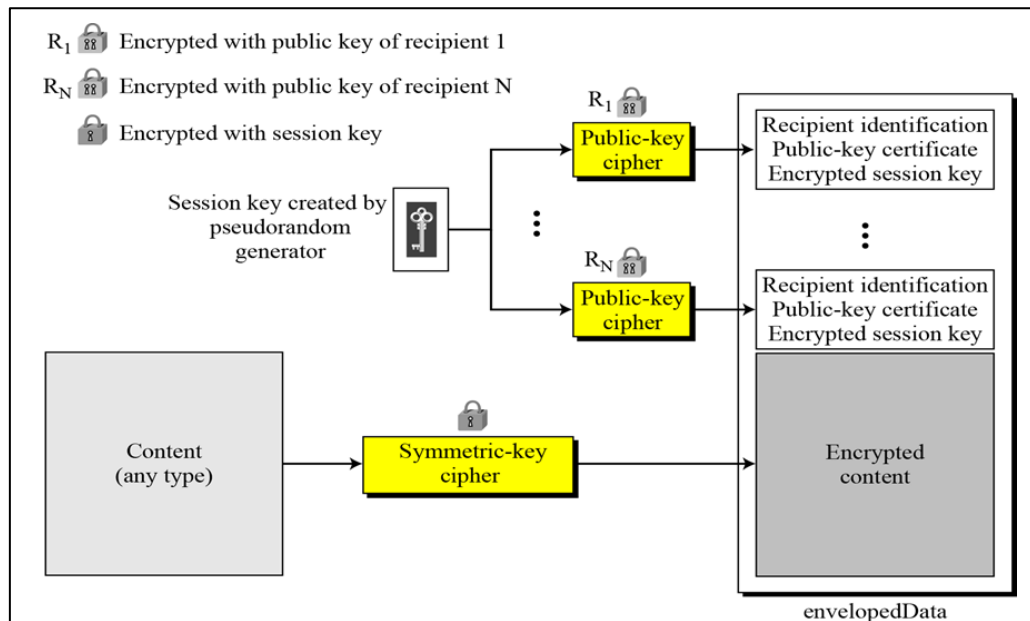 R1 Encrypted with public key of recipient 1
RN Encrypted with public key of recipient N
Encrypted with session key
Session key created by
pseudorandom
generator
R1
Public-key
cipher
Recipient identification
Public-key certificate
Encrypted session key
RN
Public-key
cipher
Recipient identification
Public-key certificate
Encrypted session key
Content
(any type)
Symmetric-key
cipher
Encrypted
content
envelopedData